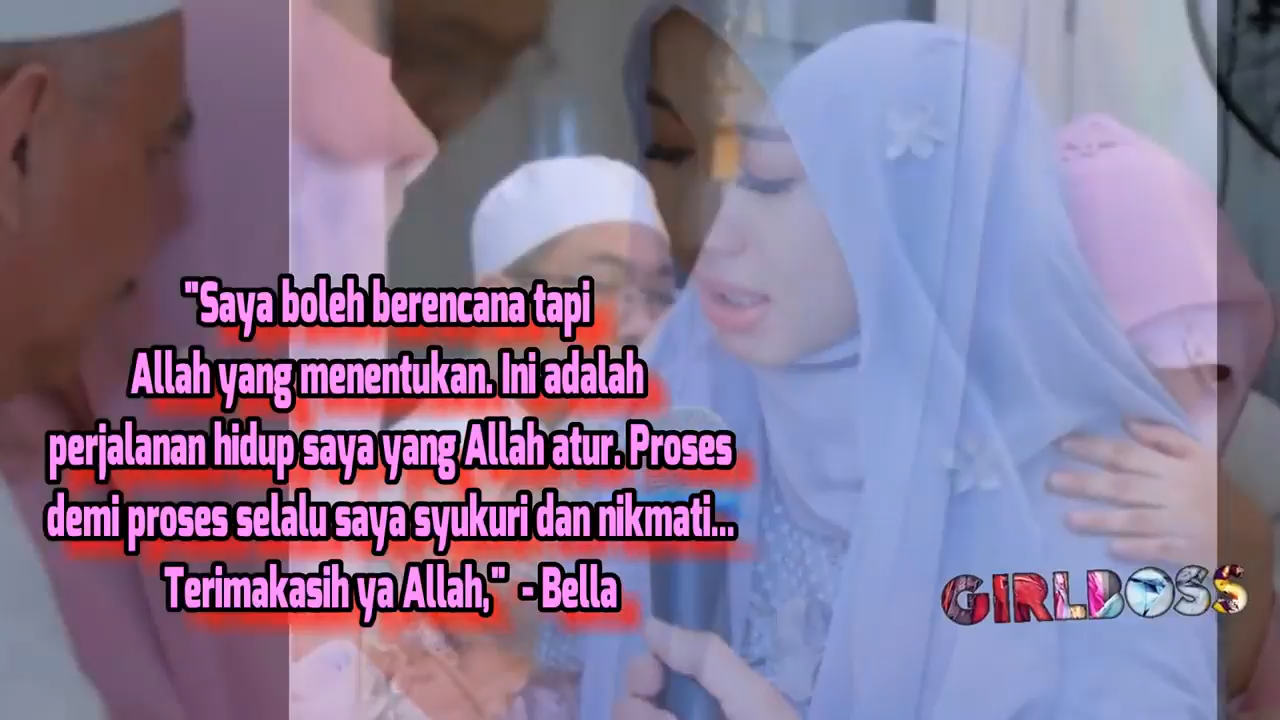 "Saya boleh berencana tapi
Allah yang menentukan. Ini adalah
perjalanan hidup saya yang Allah atur. Proses
demi proses selalu saya syukuri dan nikmati...
Terimakasih ya Allah," - Bella
GIRLDOSS